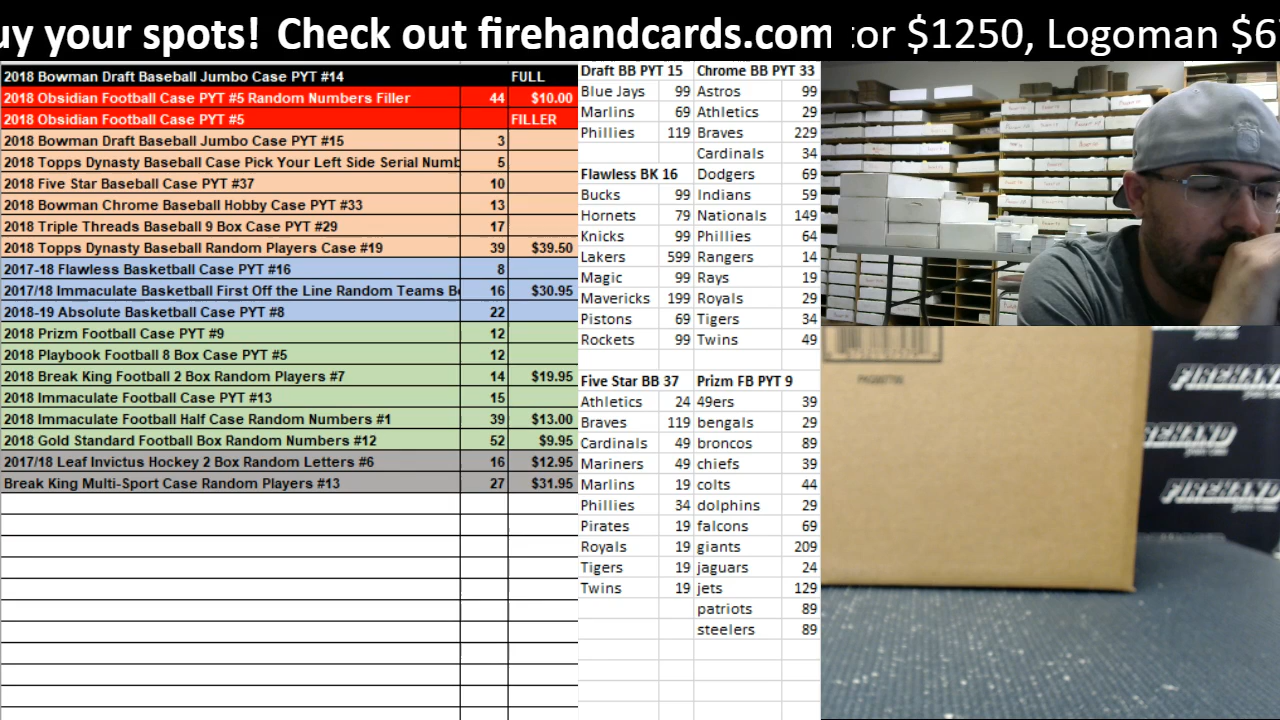 uy your spots! Check out firehandcards.com
or $1250, Logoman $6
2018 Bowman Draft Baseball Jumbo Case PYT #14 FULL
2018 Obsidian Football Case PYT #5 Random Numbers Filler 44 $10.00
2018 Obsidian Football Case PYT #5 FILLER
2018 Bowman Draft Baseball Jumbo Case PYT #15 3
2018 Topps Dynasty Baseball Case Pick Your Left Side Serial Numb 5
2018 Five Star Baseball Case PYT #37 10
2018 Bowman Chrome Baseball Hobby Case PYT #33 13
2018 Triple Threads Baseball 9 Box Case PYT #29 17
2018 Topps Dynasty Baseball Random Players Case #19 39 $39.50
2017-18 Flawless Basketball Case PYT #16 8
2017/18 Immaculate Basketball First Off the Line Random Teams Bo 16 $30.95
2018-19 Absolute Basketball Case PYT #8 22
2018 Prizm Football Case PYT #9 12
2018 Playbook Football 8 Box Case PYT #5 12
2018 Break King Football 2 Box Random Players #7 14 $19.95
2018 Immaculate Football Case PYT #13 15
2018 Immaculate Football Half Case Random Numbers #1 39 $13.00
2018 Gold Standard Football Box Random Numbers #12 52 $9.95
2017/18 Leaf Invictus Hockey 2 Box Random Letters #6 16 $12.95
Break King Multi-Sport Case Random Players #13 27 $31.95
Draft BB PYT 15
Blue Jays 99
Marlins 69
Phillies 119
Flawless BK 16
Bucks 99
Hornets 79
Knicks 99
Lakers 599
Magic 99
Mavericks 199
Pistons 69
Rockets 99
Five Star BB 37
Athletics 24
Braves 119
Cardinals 49
Mariners 49
Marlins 19
Phillies 34
Pirates 19
Royals 19
Tigers 19
Twins 19
Chrome BB PYT 33
Astros 99
Athletics 29
Braves 229
Cardinals 34
Dodgers 69
Indians 59
Nationals 149
Phillies 64
Rangers 14
Rays 19
Royals 29
Tigers 34
Twins 49
Prizm FB PYT 9
49ers 39
bengals 29
broncos 89
chiefs 39
colts 44
dolphins 29
falcons 69
giants 209
jaguars 24
jets 129
patriots 89
steelers 89
FIREHAND
FIREHAND
FIREHAND